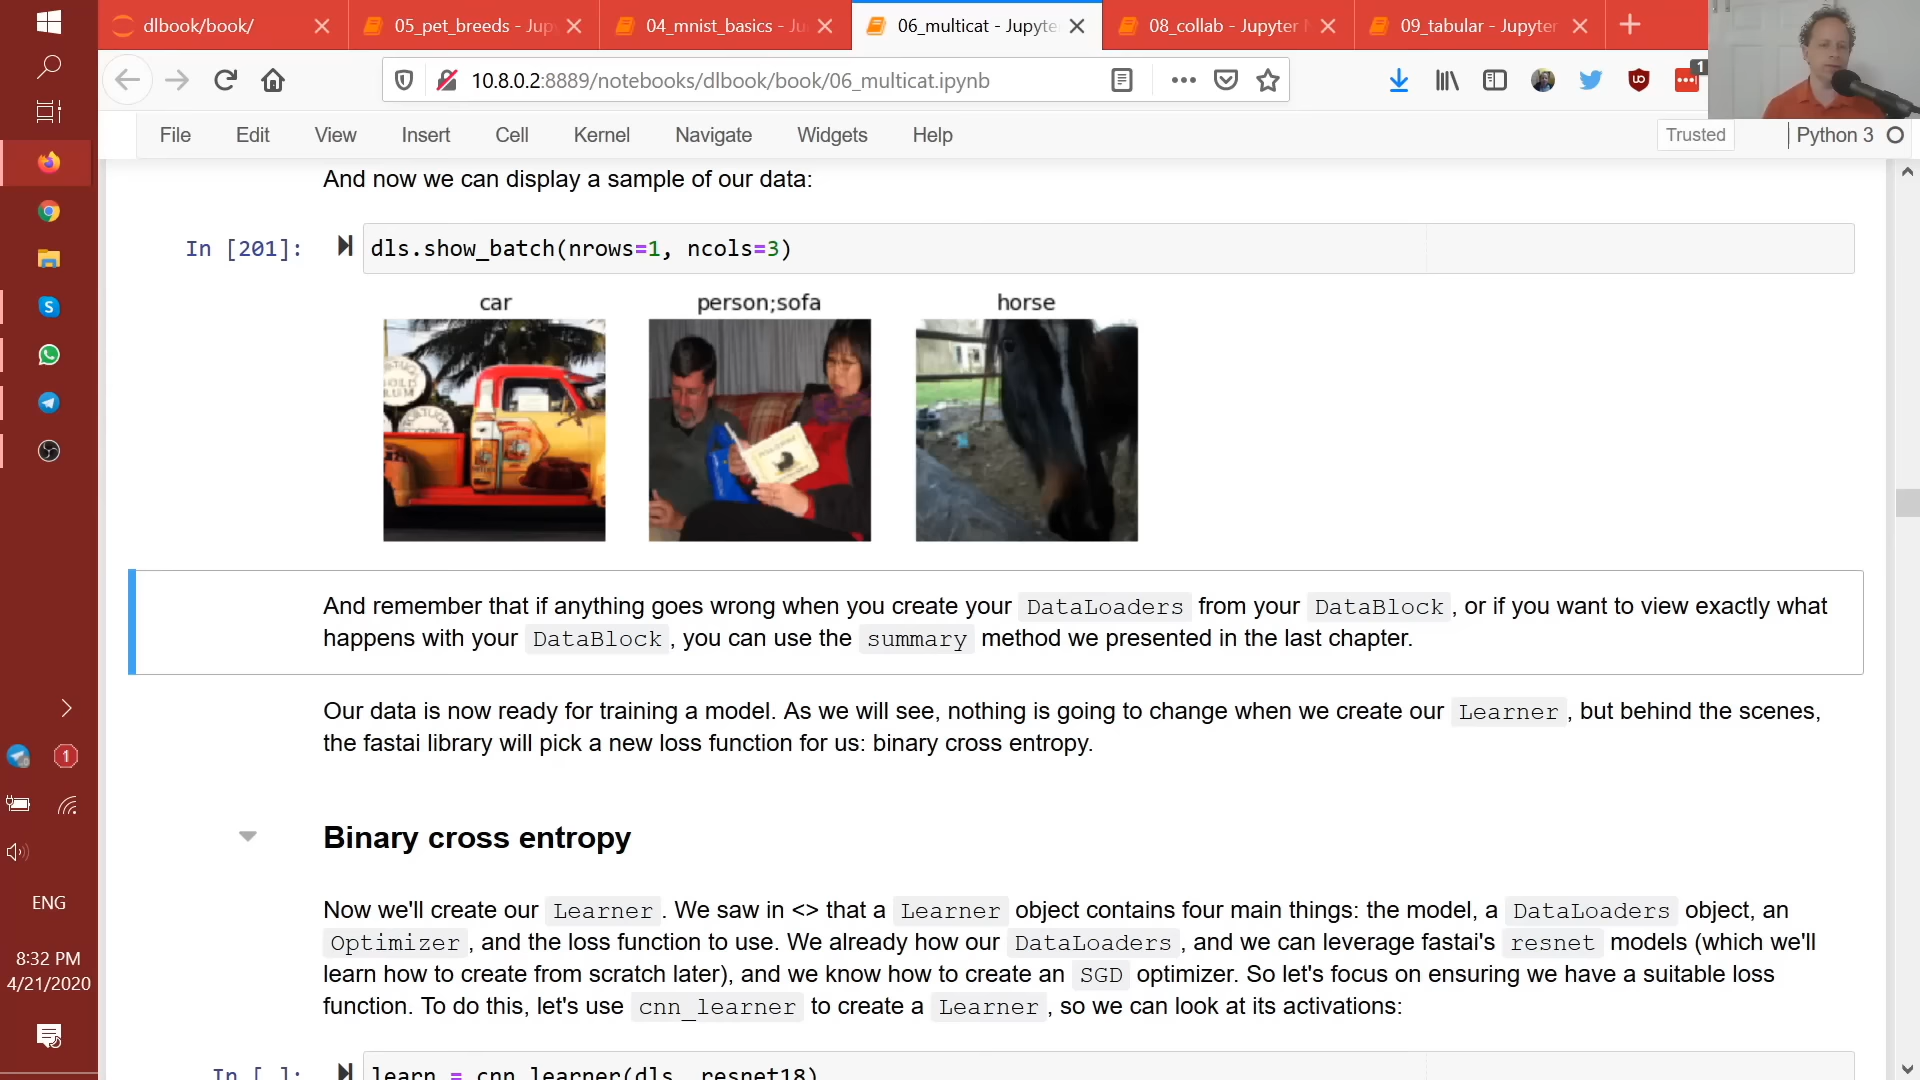 dlbook/book/
05_pet_breeds - Jup
04_mnist_basics - Ju
06_multicat - Jupyte
08_collab - Jupyter
09_tabular - Jupyter
10.8.0.2:8889/notebooks/dlbook/book/06_multicat.ipynb
1
File Edit View Insert Cell Kernel Navigate Widgets Help
Trusted
Python 3
And now we can display a sample of our data:
In [201]:
dls.show_batch(nrows=1, ncols=3)
car person;sofa horse
And remember that if anything goes wrong when you create your DataLoaders from your DataBlock, or if you want to view exactly what
happens with your DataBlock, you can use the summary method we presented in the last chapter.
Our data is now ready for training a model. As we will see, nothing is going to change when we create our Learner, but behind the scenes,
the fastai library will pick a new loss function for us: binary cross entropy.
Binary cross entropy
Now we'll create our Learner. We saw in <> that a Learner object contains four main things: the model, a DataLoaders object, an
Optimizer, and the loss function to use. We already how our DataLoaders, and we can leverage fastai's resnet models (which we'll
learn how to create from scratch later), and we know how to create an SGD optimizer. So let's focus on ensuring we have a suitable loss
function. To do this, let's use cnn_learner to create a Learner, so we can look at its activations:
In [ ]:
learn = cnn_learner(dls, resnet18)
1
ENG
8:32 PM
4/21/2020